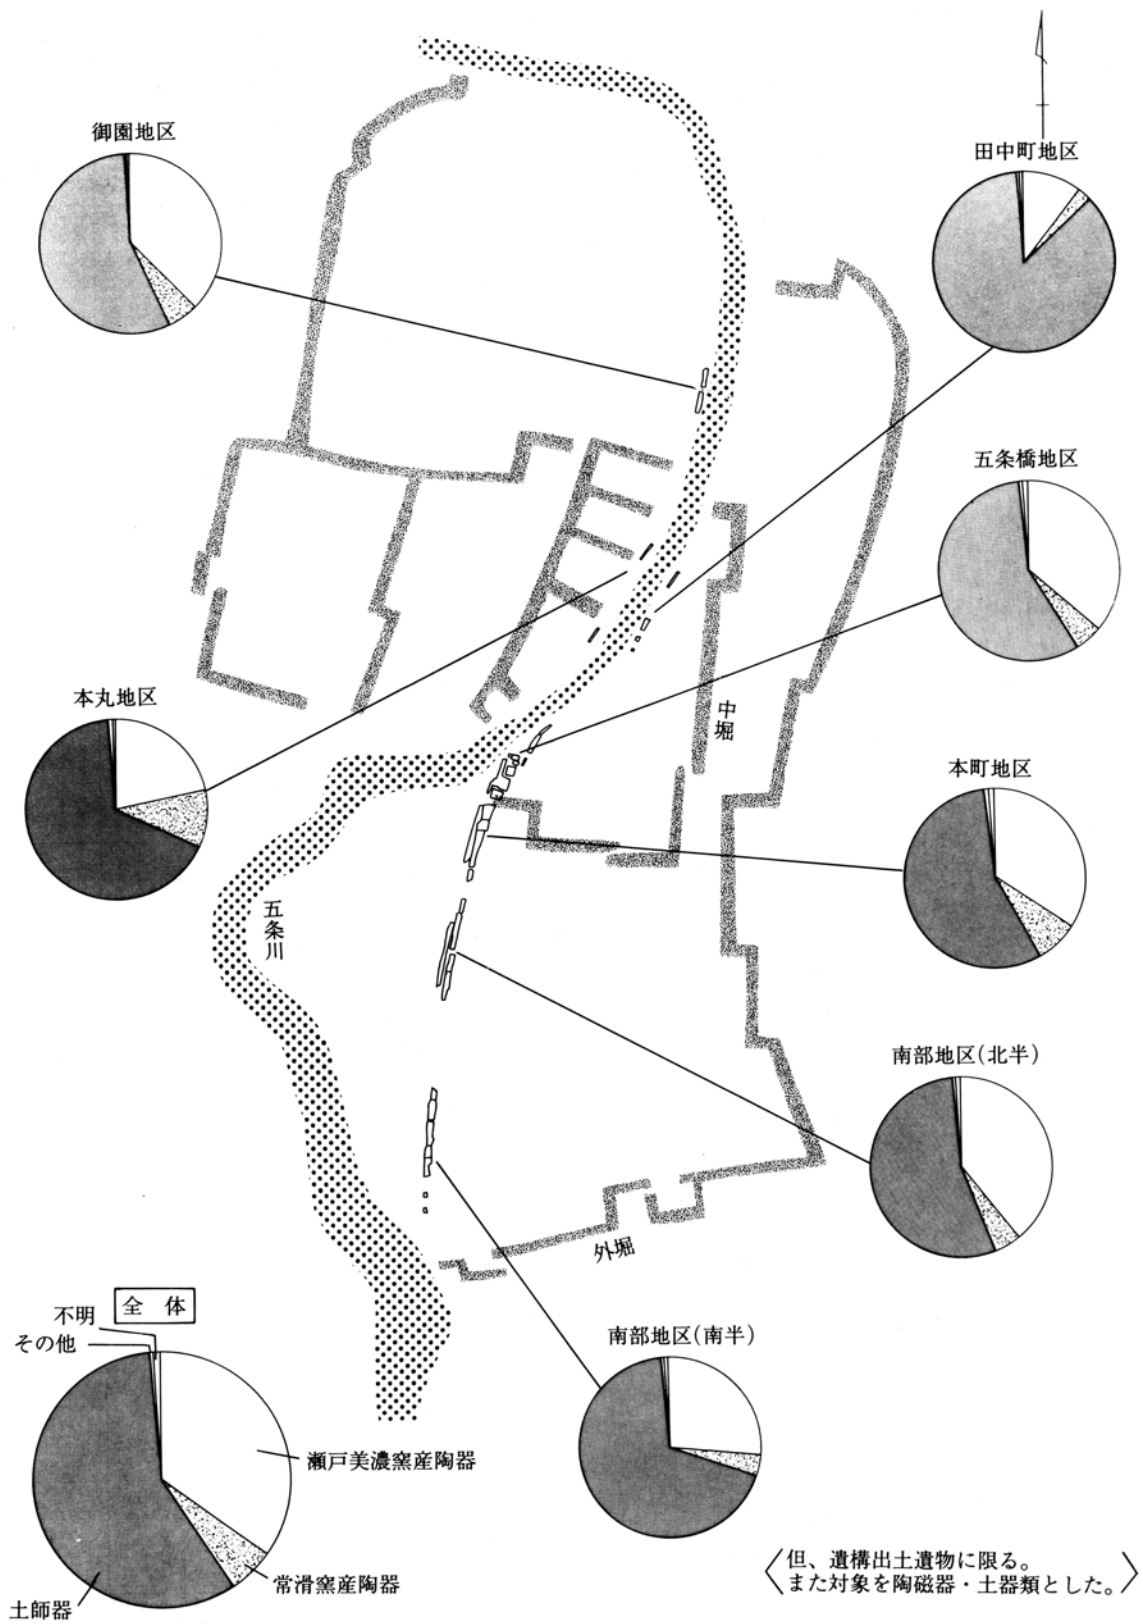 御園地区
田中町地区
五条橋地区
本丸地区
中堀
本町地区
五条川
南部地区(北半)
外堀
全 体
不明
その他
南部地区(南半)
瀬戸美濃窯産陶器
常滑窯産陶器
土師器
但、遺構出土遺物に限る。
また対象を陶磁器・土器類とした。